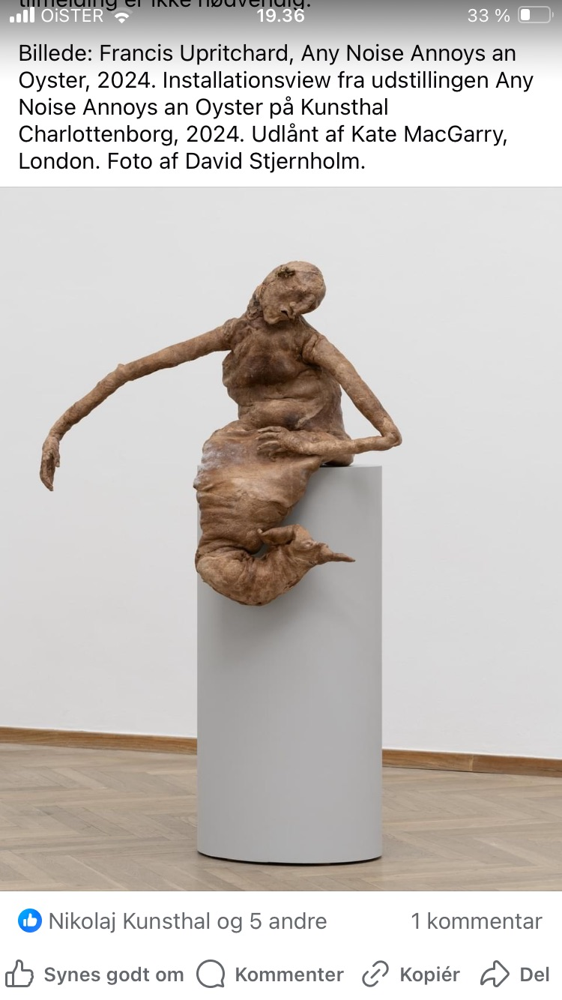 tilmelding er ikke nødvendig.
OiSTER 19.36 33 %
Billede: Francis Upritchard, Any Noise Annoys an
Oyster, 2024. Installationsview fra udstillingen Any
Noise Annoys an Oyster på Kunsthal
Charlottenborg, 2024. Udlånt af Kate MacGarry,
London. Foto af David Stjernholm.
Nikolaj Kunsthal og 5 andre 1 kommentar
Synes godt om Kommenter Kopiér Del